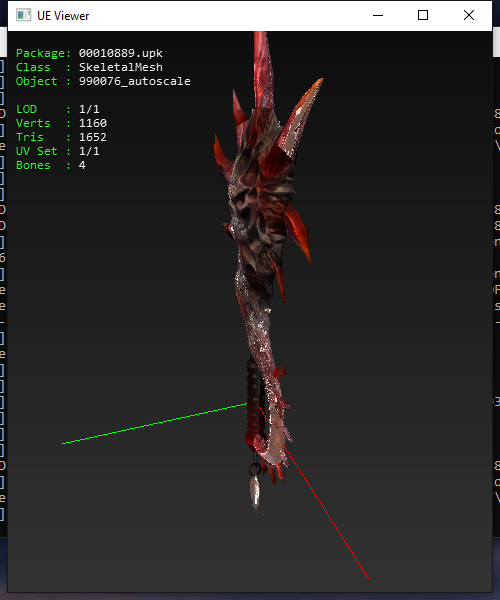 UE Viewer
Package: 00010889.upk
Class  : SkeletalMesh
Object : 990076_autoscale
LOD    : 1/1
Verts  : 1160
Tris   : 1652
UV Set : 1/1
Bones  : 4